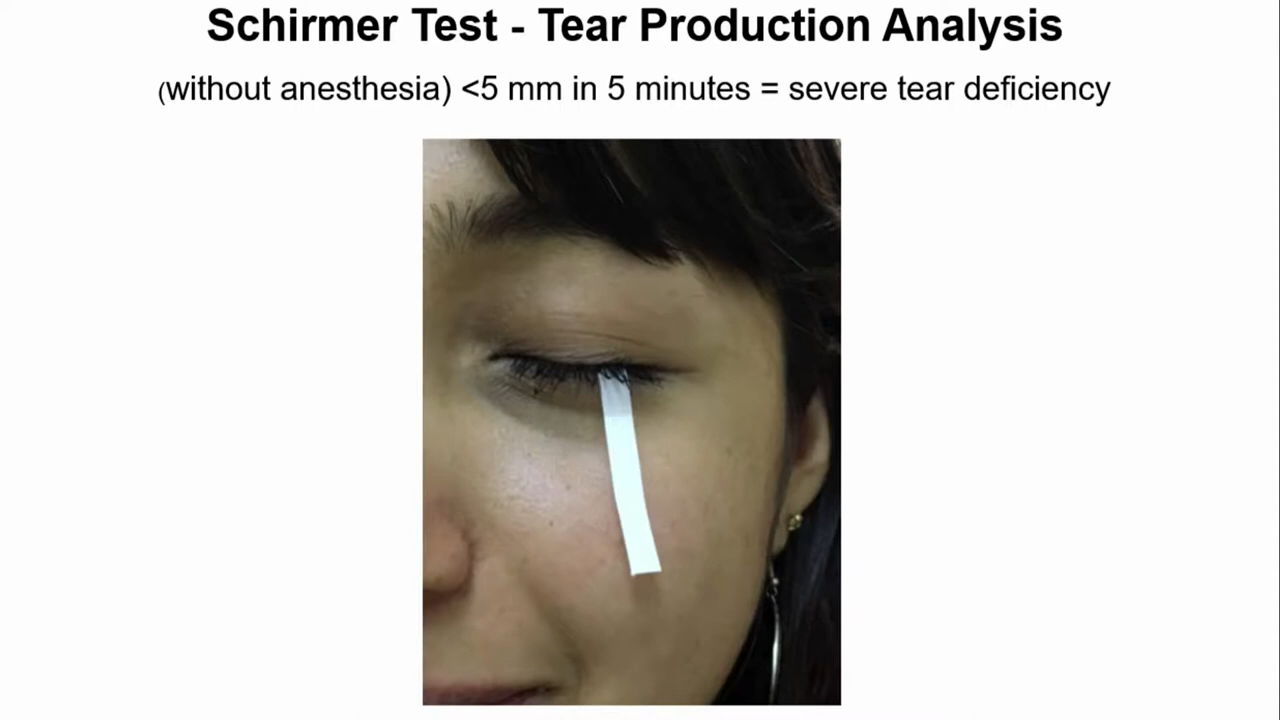 Schirmer Test - Tear Production Analysis
(without anesthesia) <5 mm in 5 minutes = severe tear deficiency